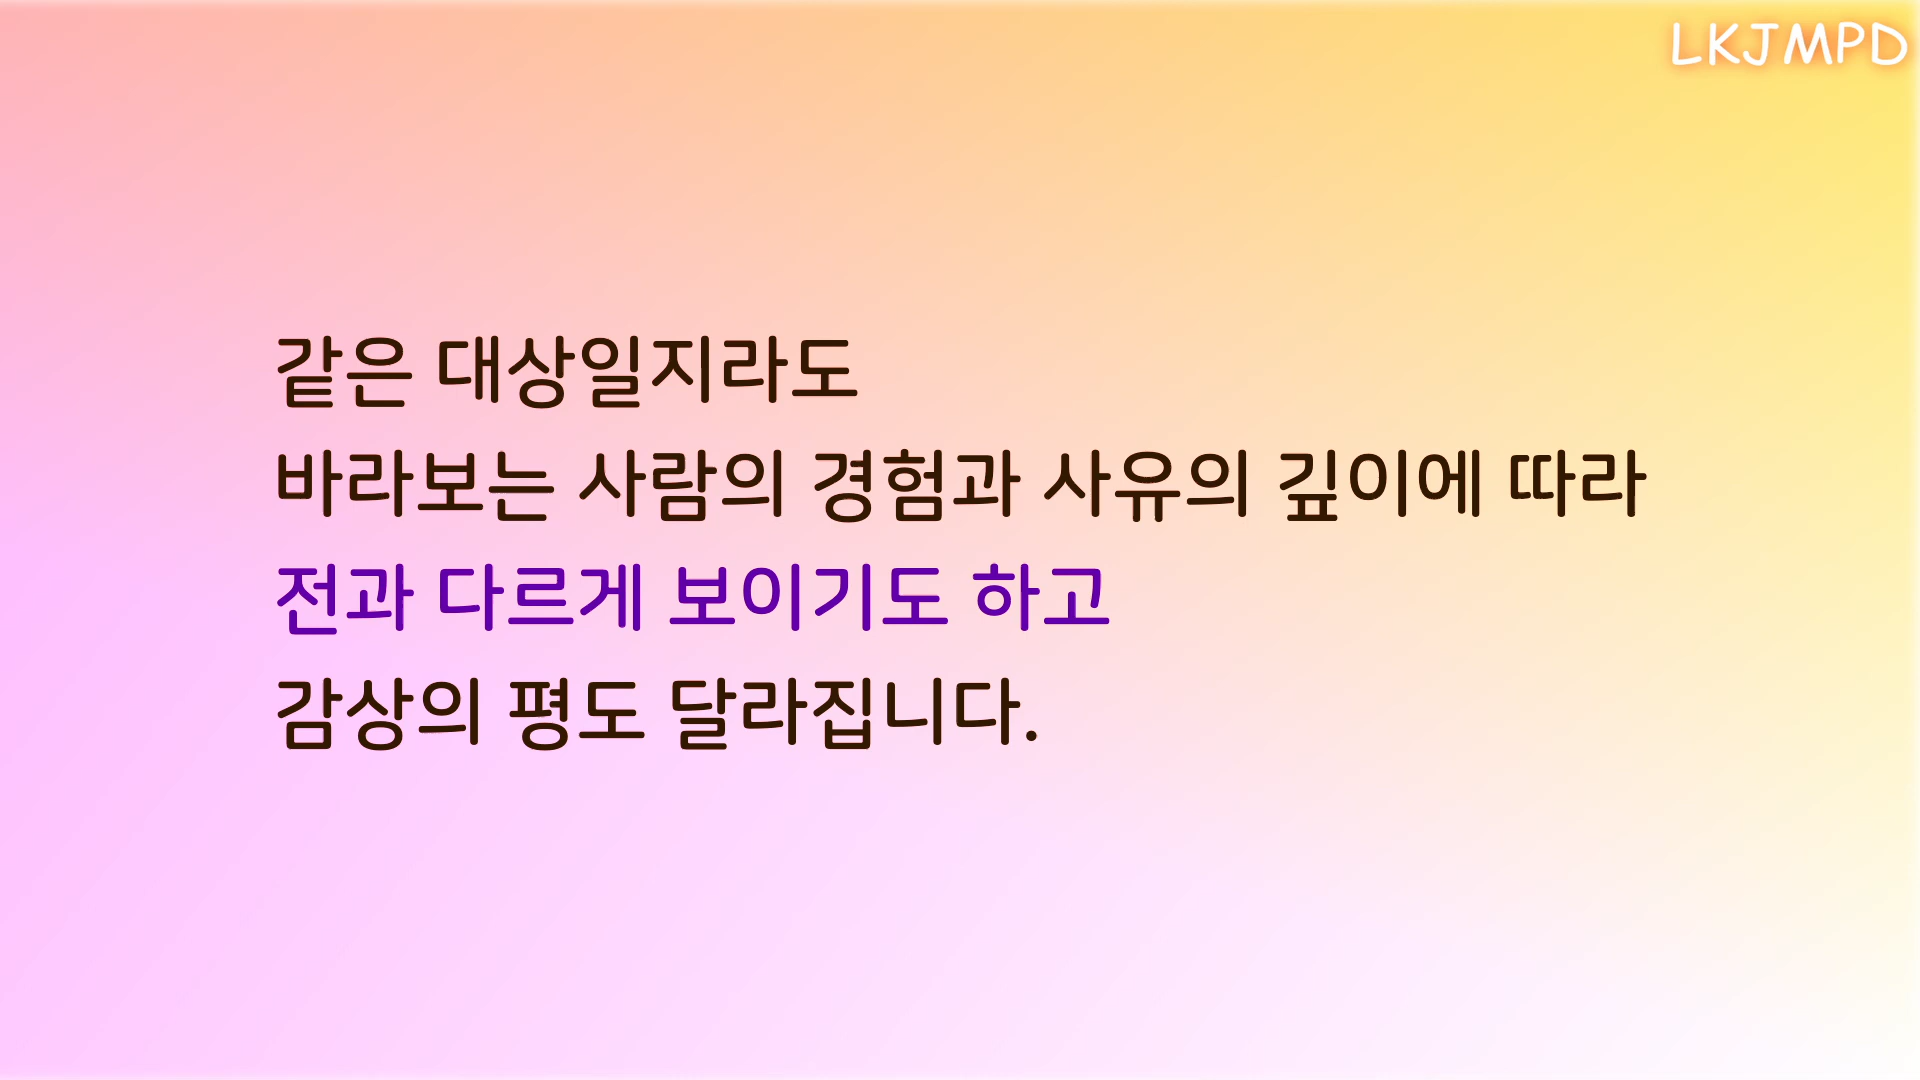 LKJMPD
같은 대상일지라도
바라보는 사람의 경험과 사유의 깊이에 따라
전과 다르게 보이기도 하고
감상의 평도 달라집니다.